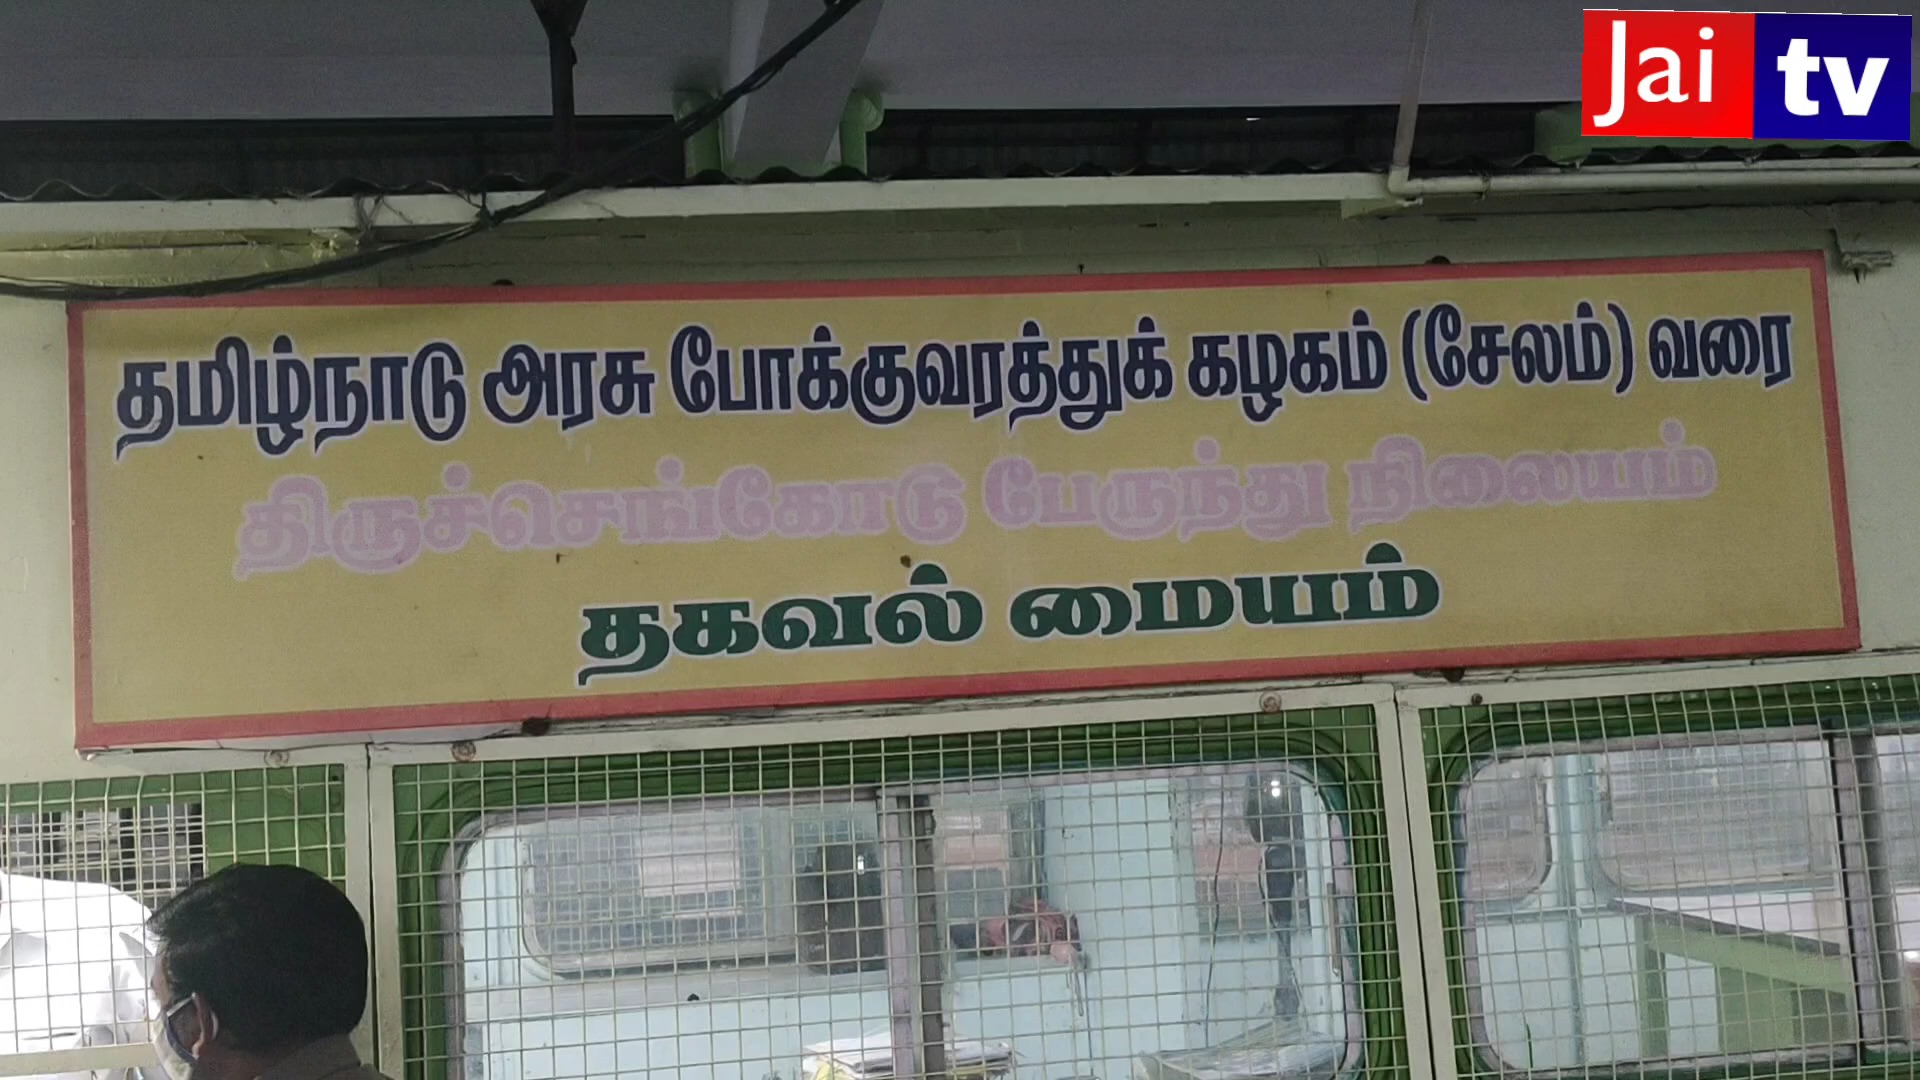 Jai tv
தமிழ்நாடு அரசு போக்குவரத்துக் கழகம் (சேலம்) வரை
திருச்செங்கோடு பேருந்து நிலையம்
தகவல் மையம்